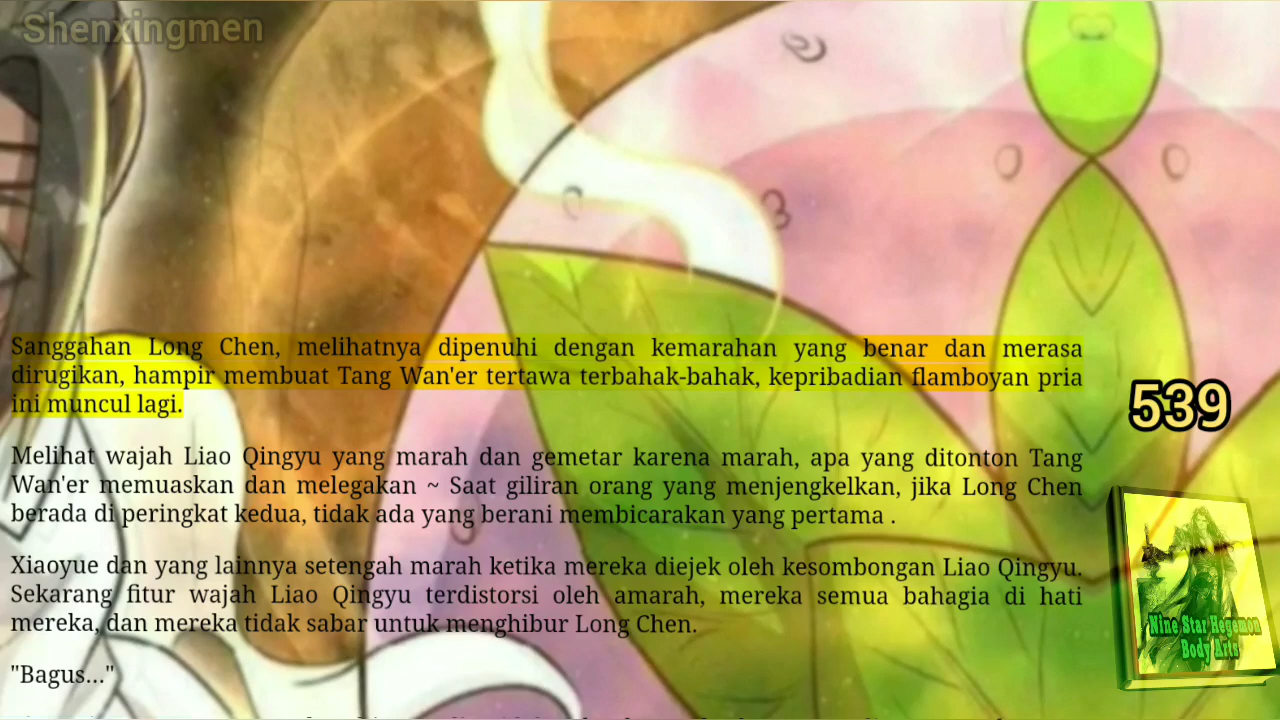 Shenxingmen
Sanggahan Long Chen, melihatnya dipenuhi dengan kemarahan yang benar dan merasa
dirugikan, hampir membuat Tang Wan'er tertawa terbahak-bahak, kepribadian flamboyan pria
ini muncul lagi.
Melihat wajah Liao Qingyu yang marah dan gemetar karena marah, apa yang ditonton Tang
Wan'er memuaskan dan melegakan ~ Saat giliran orang yang menjengkelkan, jika Long Chen
berada di peringkat kedua, tidak ada yang berani membicarakan yang pertama .
Xiaoyue dan yang lainnya setengah marah ketika mereka diejek oleh kesombongan Liao Qingyu.
Sekarang fitur wajah Liao Qingyu terdistorsi oleh amarah, mereka semua bahagia di hati
mereka, dan mereka tidak sabar untuk menghibur Long Chen.
"Bagus..."
539
Nine Star Hegemon
Body Arts